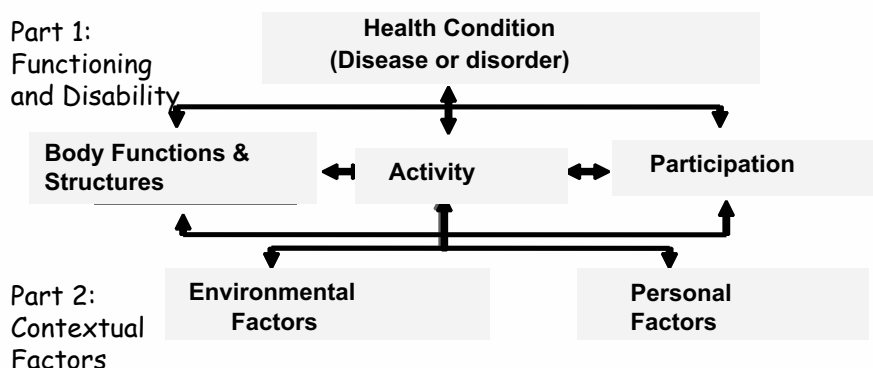 Part 1:
Functioning
and Disability
Health Condition
(Disease or disorder)
Body Functions &
Structures
Activity
Participation
Part 2:
Contextual
Factors
Environmental
Factors
Personal
Factors